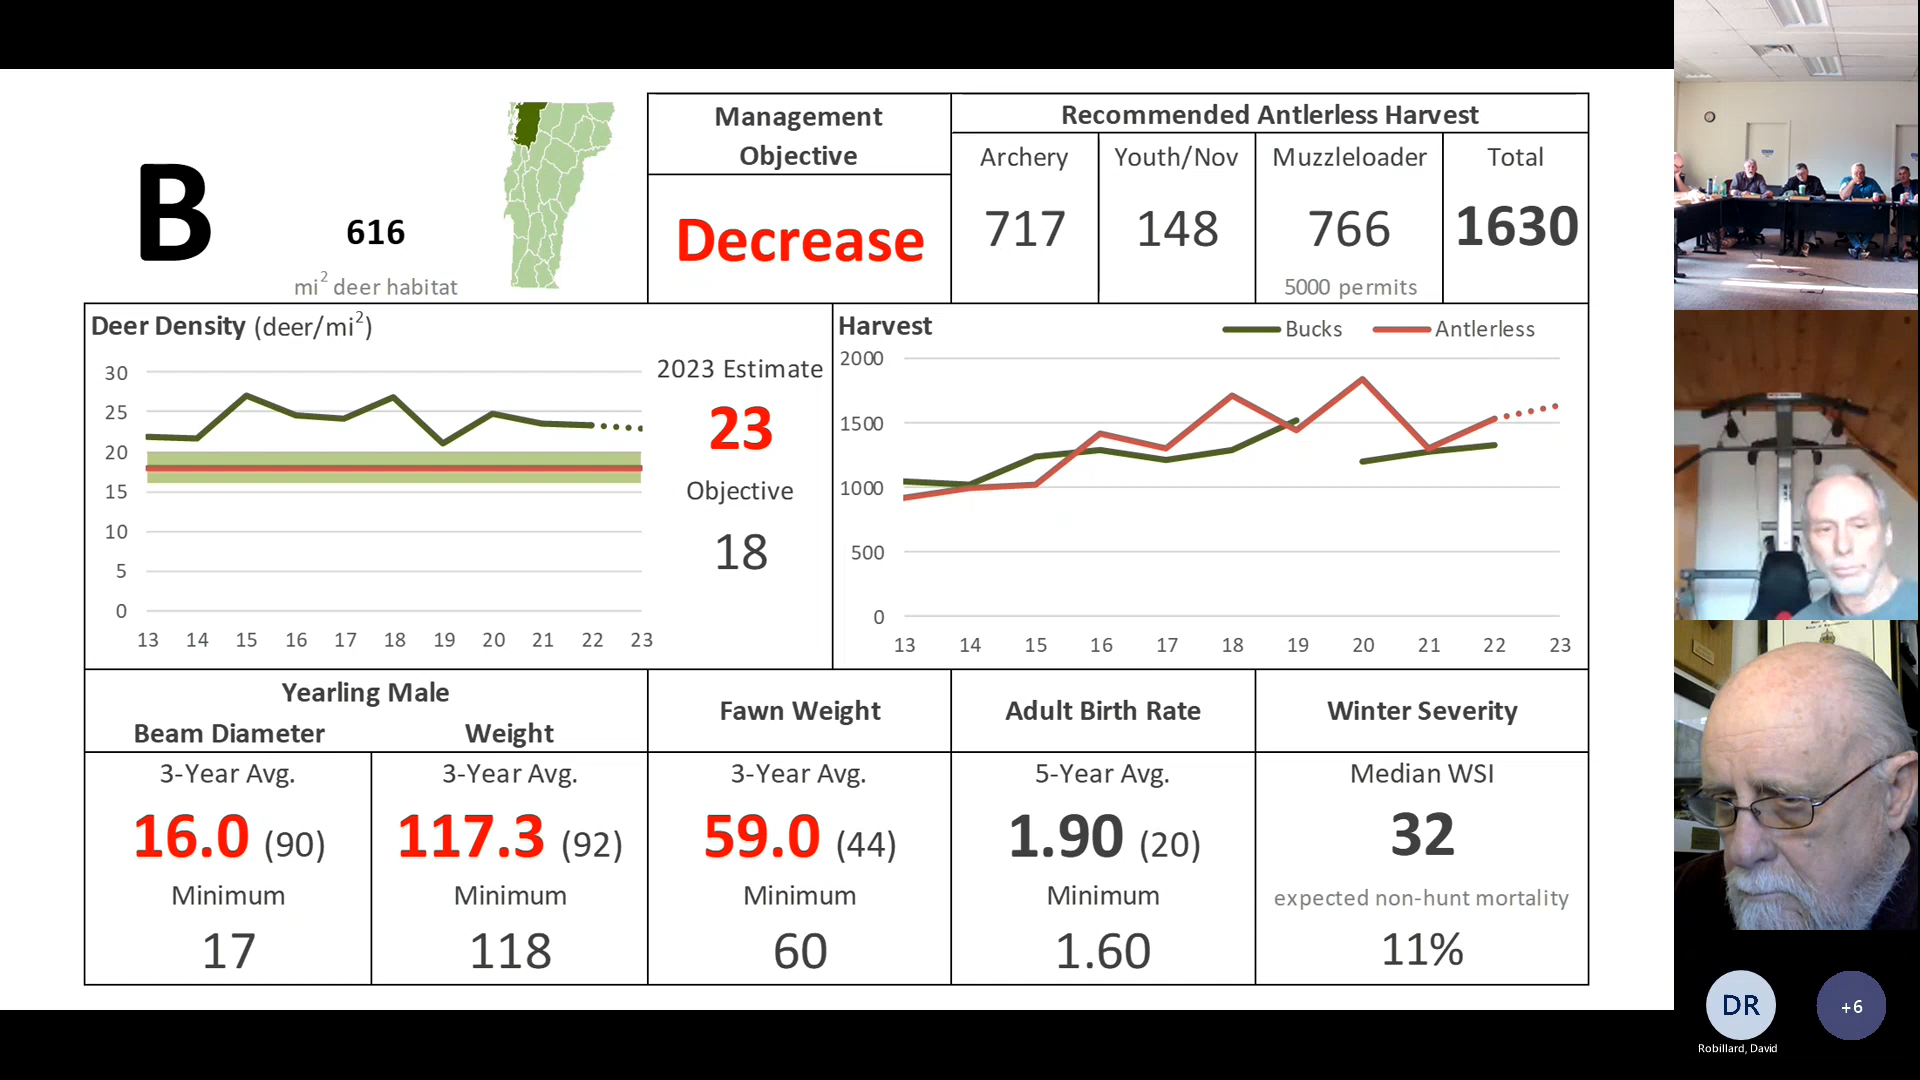 B
616
mi2 deer habitat
Management
Objective
Decrease
Recommended Antlerless Harvest
Archery
717
Youth/Nov
148
Muzzleloader
766
5000 permits
Total
1630
Deer Density (deer/mi2)
30
25
20
15
10
5
0
13 14 15 16 17 18 19 20 21 22 23
2023 Estimate
23
Objective
18
Harvest
Bucks Antlerless
2000
1500
1000
500
0
13 14 15 16 17 18 19 20 21 22 23
Yearling Male
Beam Diameter
Weight
Fawn Weight
Adult Birth Rate
Winter Severity
3-Year Avg.
16.0 (90)
Minimum
17
3-Year Avg.
117.3 (92)
Minimum
118
3-Year Avg.
59.0 (44)
Minimum
60
5-Year Avg.
1.90 (20)
Minimum
1.60
Median WSI
32
expected non-hunt mortality
11%
DR
Robillard, David
+6